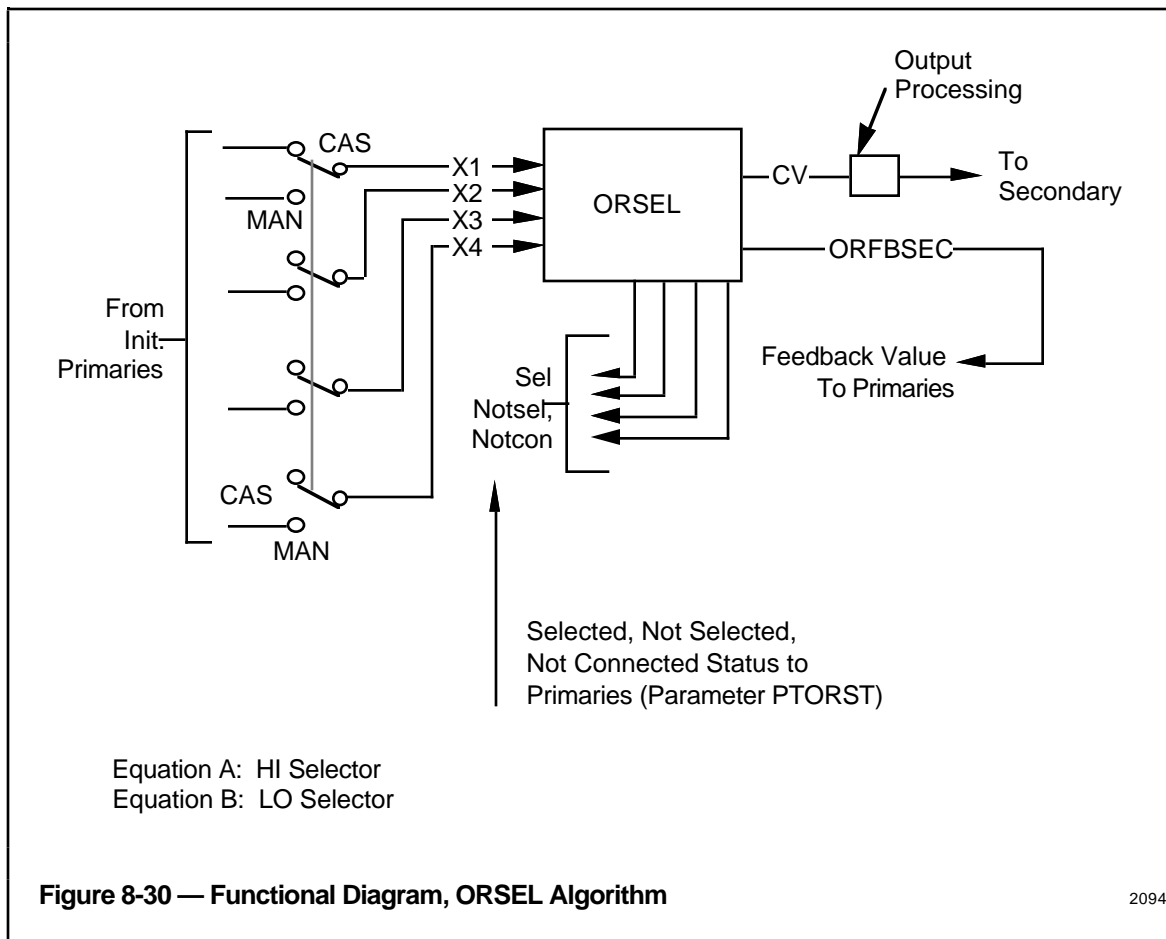 Output
Processing
CAS
X1
X2
X3
X4
MAN
ORSEL
CV
To
Secondary
ORFBSEC
From
Init.
Primaries
Feedback Value
To Primaries
Sel
Notsel,
Notcon
CAS
MAN
Selected, Not Selected,
Not Connected Status to
Primaries (Parameter PTORST)
Equation A: HI Selector
Equation B: LO Selector
Figure 8-30 — Functional Diagram, ORSEL Algorithm
2094